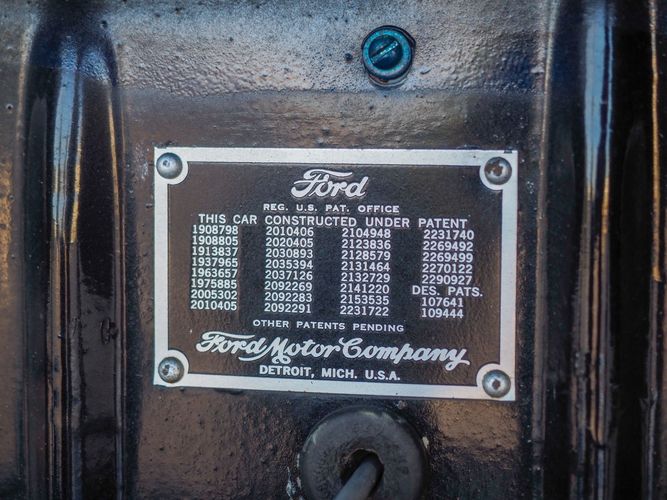 Ford
REG. U.S. PAT. OFFICE
THIS CAR CONSTRUCTED UNDER PATENT
1908798 2010406 2104948 2231740
1908805 2020405 2123836 2269492
1913837 2030893 2128579 2269499
1937965 2035394 2131464 2270122
1963657 2037126 2132729 2290927
1975885 2092269 2141220 DES. PATS.
2005302 2092283 2153535 107641
2010405 2092291 2231722 109444
OTHER PATENTS PENDING
Ford Motor Company
DETROIT, MICH. U.S.A.